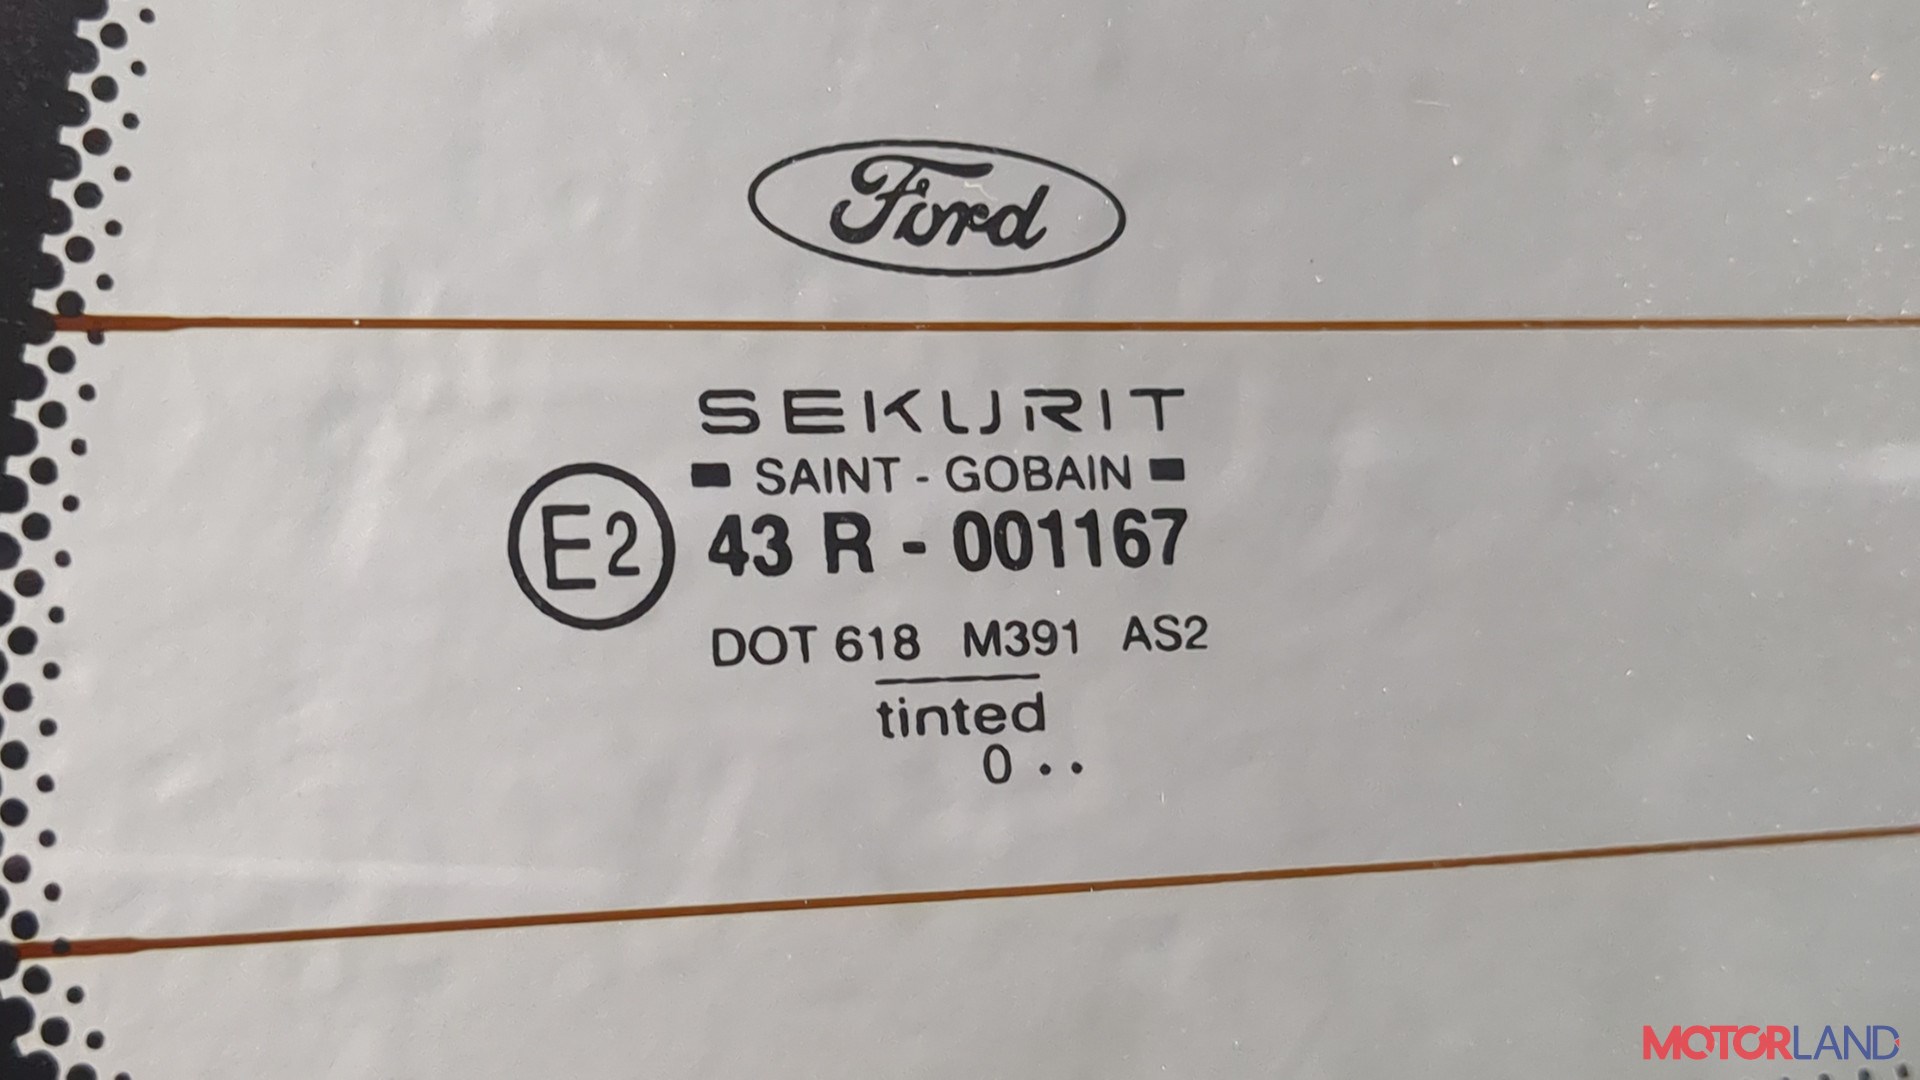 Ford
SEKURIT
SAINT - GOBAIN
E2 43 R - 001167
DOT 618 M391 AS2
tinted
0 . .
MOTORLAND